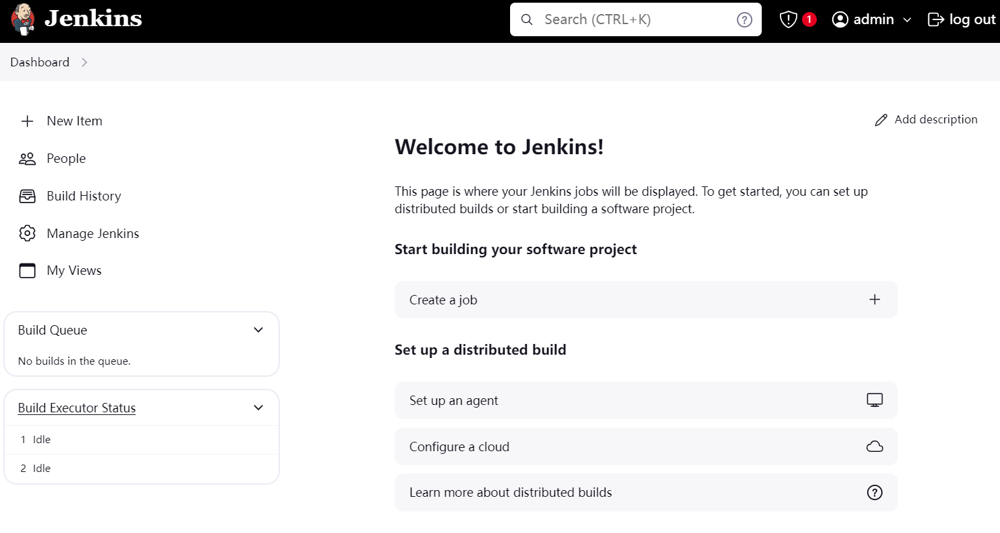 Jenkins
Search (CTRL+K)
1
admin
log out
Dashboard
New Item
People
Build History
Manage Jenkins
My Views
Build Queue
No builds in the queue.
Build Executor Status
1 Idle
2 Idle
Add description
Welcome to Jenkins!
This page is where your Jenkins jobs will be displayed. To get started, you can set up
distributed builds or start building a software project.
Start building your software project
Create a job
Set up a distributed build
Set up an agent
Configure a cloud
Learn more about distributed builds